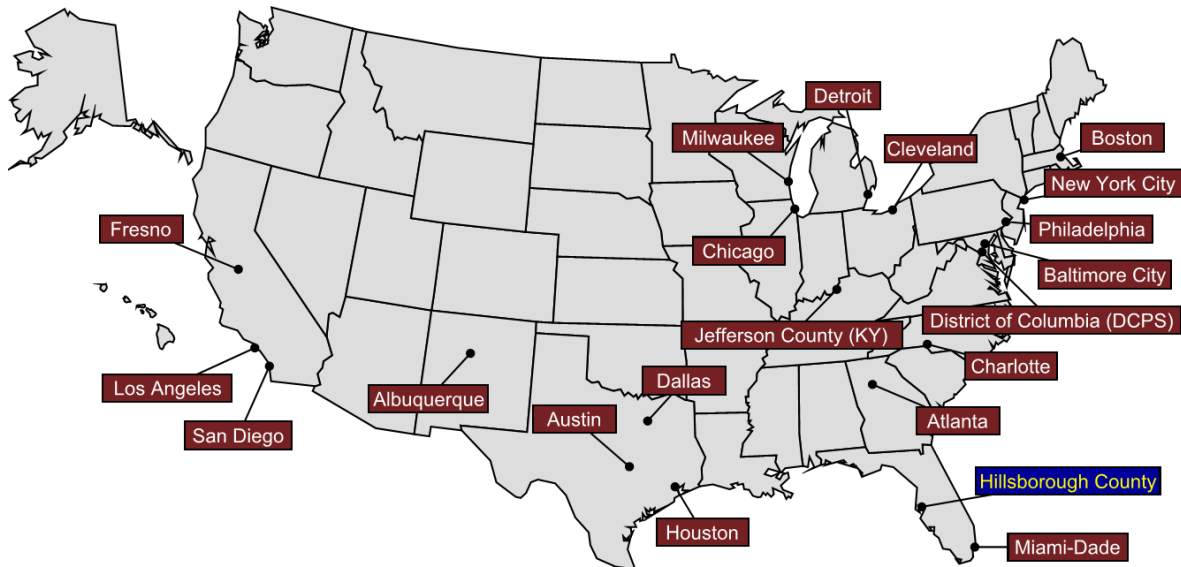 Detroit
Milwaukee
Cleveland
Boston
New York City
Fresno
Chicago
Philadelphia
Baltimore City
Jefferson County (KY)
District of Columbia (DCPS)
Charlotte
Los Angeles
Albuquerque
Dallas
San Diego
Austin
Atlanta
Hillsborough County
Houston
Miami-Dade